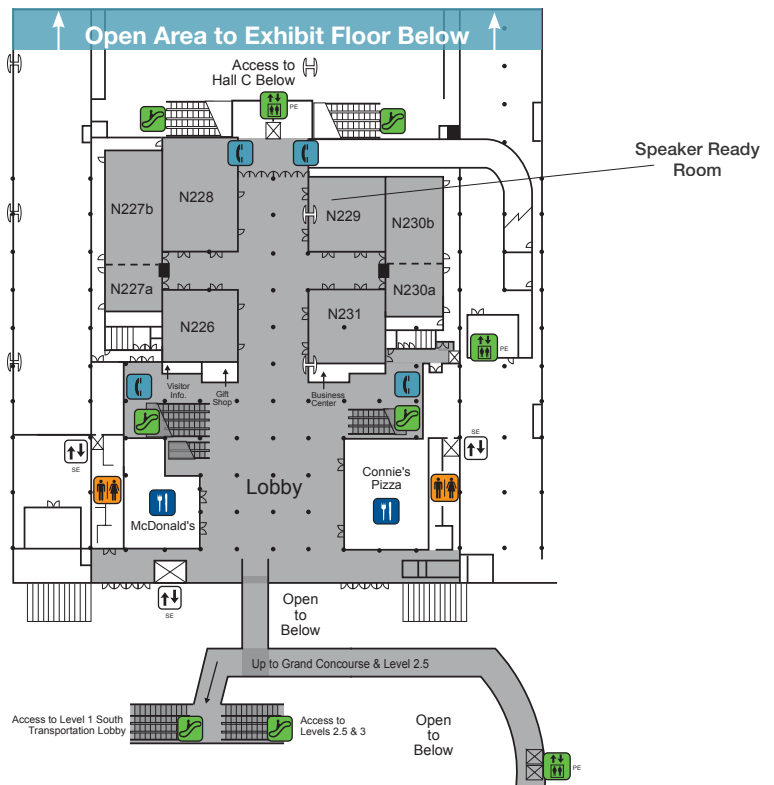 Open Area to Exhibit Floor Below
Access to
Hall C Below
PE
Speaker Ready
Room
N227b
N228
N229
N230b
N227a
N230a
N226
N231
PE
Visitor
Info.
Gift
Shop
Business
Center
SE
SE
Connie's
Pizza
Lobby
McDonald's
SE
Open
to
Below
Up to Grand Concourse & Level 2.5
Access to Level 1 South
Transportation Lobby
Access to
Levels 2.5 & 3
Open
to
Below
PE